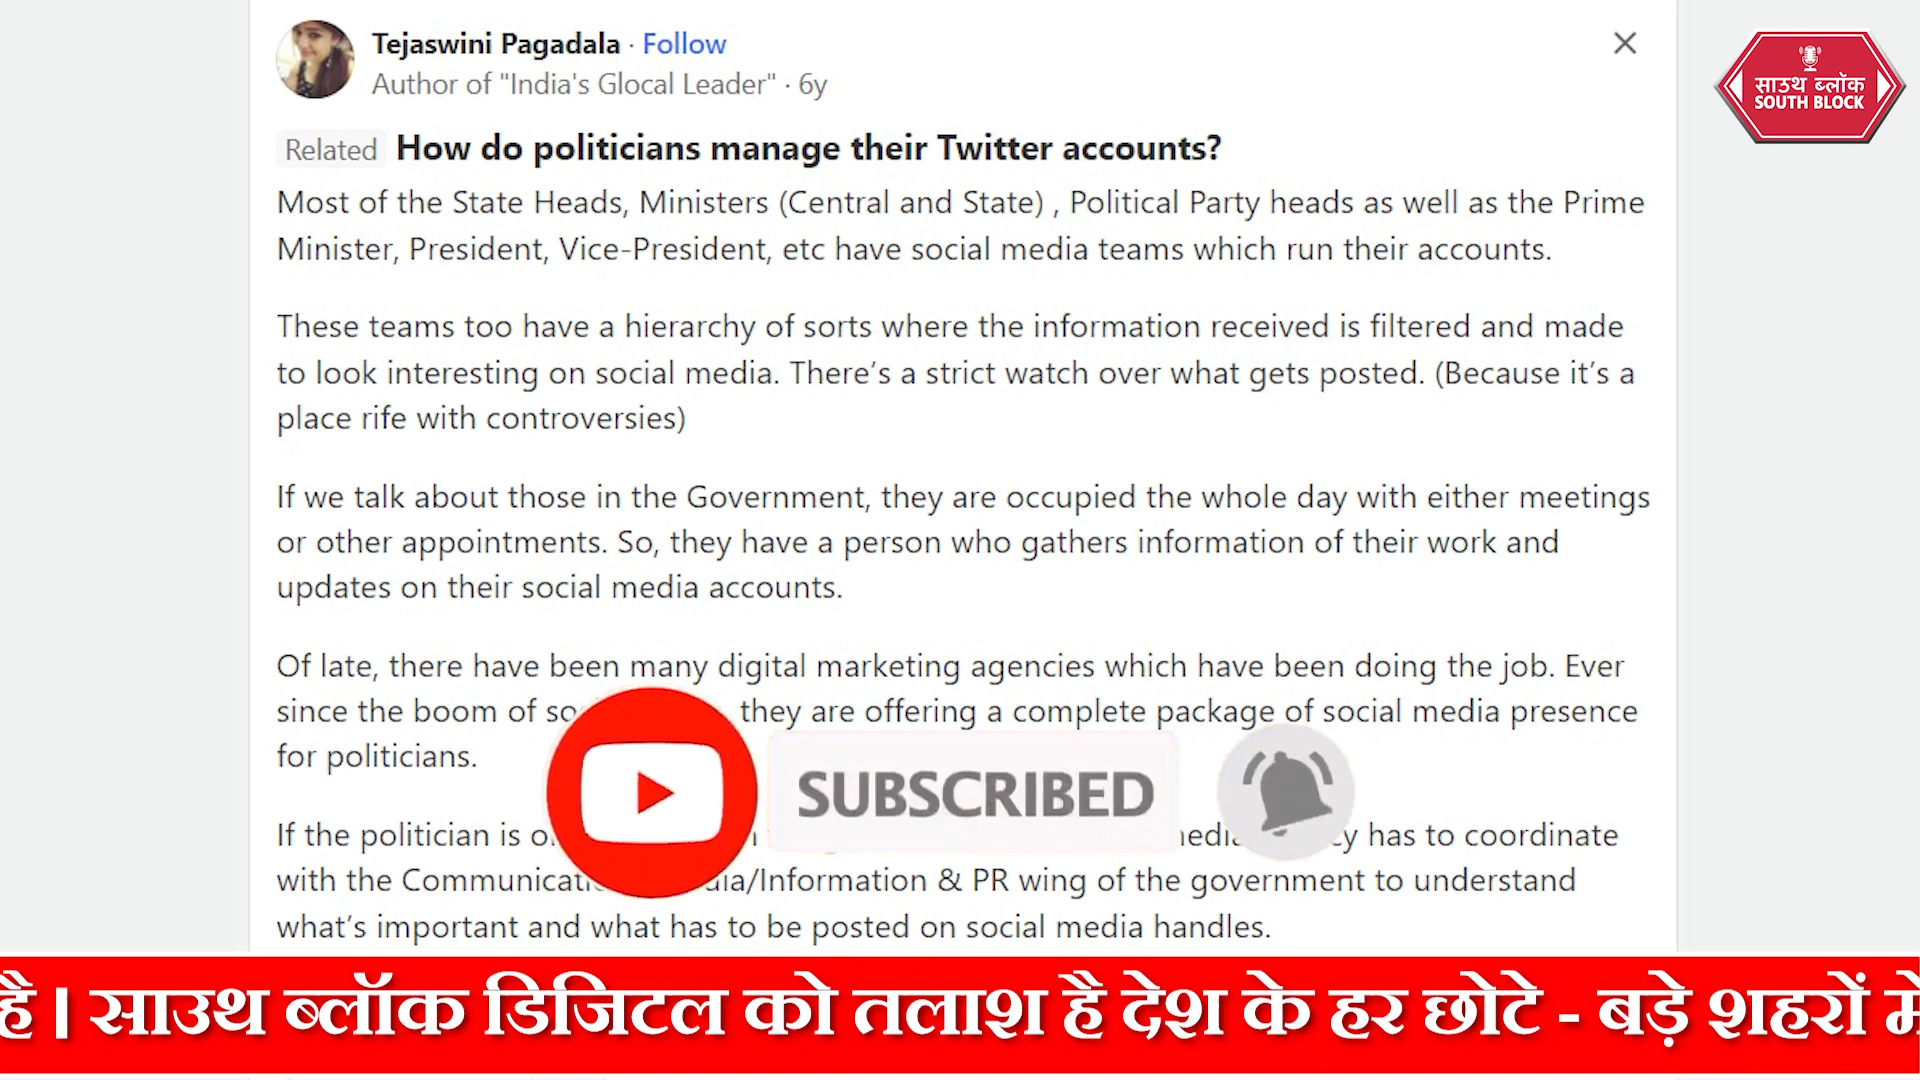 Tejaswini Pagadala · Follow
Author of "India's Glocal Leader" · 6y
साउथ ब्लॉक
SOUTH BLOCK
Related How do politicians manage their Twitter accounts?
Most of the State Heads, Ministers (Central and State) , Political Party heads as well as the Prime
Minister, President, Vice-President, etc have social media teams which run their accounts.
These teams too have a hierarchy of sorts where the information received is filtered and made
to look interesting on social media. There’s a strict watch over what gets posted. (Because it’s a
place rife with controversies)
If we talk about those in the Government, they are occupied the whole day with either meetings
or other appointments. So, they have a person who gathers information of their work and
updates on their social media accounts.
Of late, there have been many digital marketing agencies which have been doing the job. Ever
since the boom of they are offering a complete package of social media presence
for politicians.
SUBSCRIBED
If the politician is has to coordinate
with the /Information & PR wing of the government to understand
what’s important and what has to be posted on social media handles.
है । साउथ ब्लॉक डिजिटल को तलाश है देश के हर छोटे - बड़े शहरों में